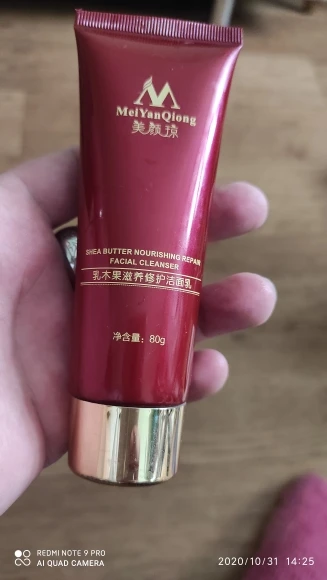 MeiYanQiong
美颜琼
SHEA BUTTER NOURISHING REPAIR
FACIAL CLEANSER
乳木果滋养修护洁面乳
净含量：80g
REDMI NOTE 9 PRO
AI QUAD CAMERA
2020/10/31 14:25